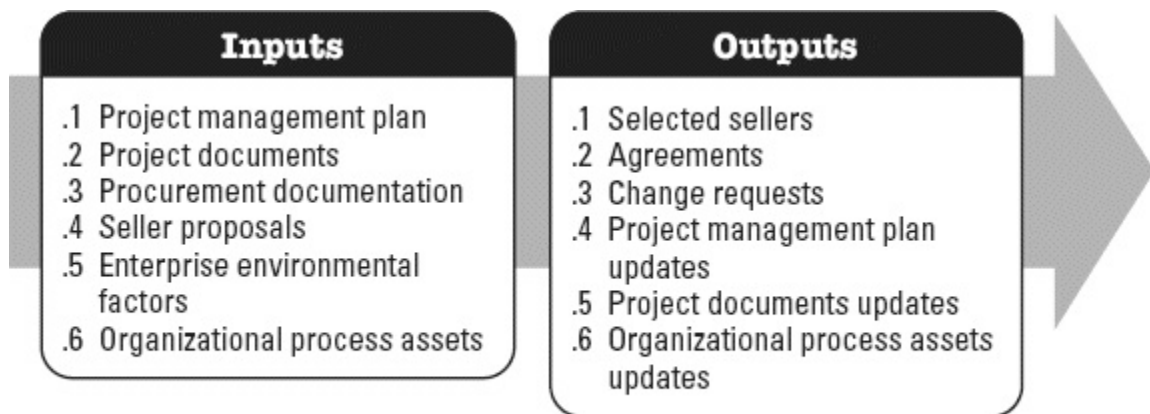 Inputs
.1 Project management plan
.2 Project documents
.3 Procurement documentation
.4 Seller proposals
.5 Enterprise environmental
factors
.6 Organizational process assets
Outputs
.1 Selected sellers
.2 Agreements
.3 Change requests
.4 Project management plan
updates
.5 Project documents updates
.6 Organizational process assets
updates